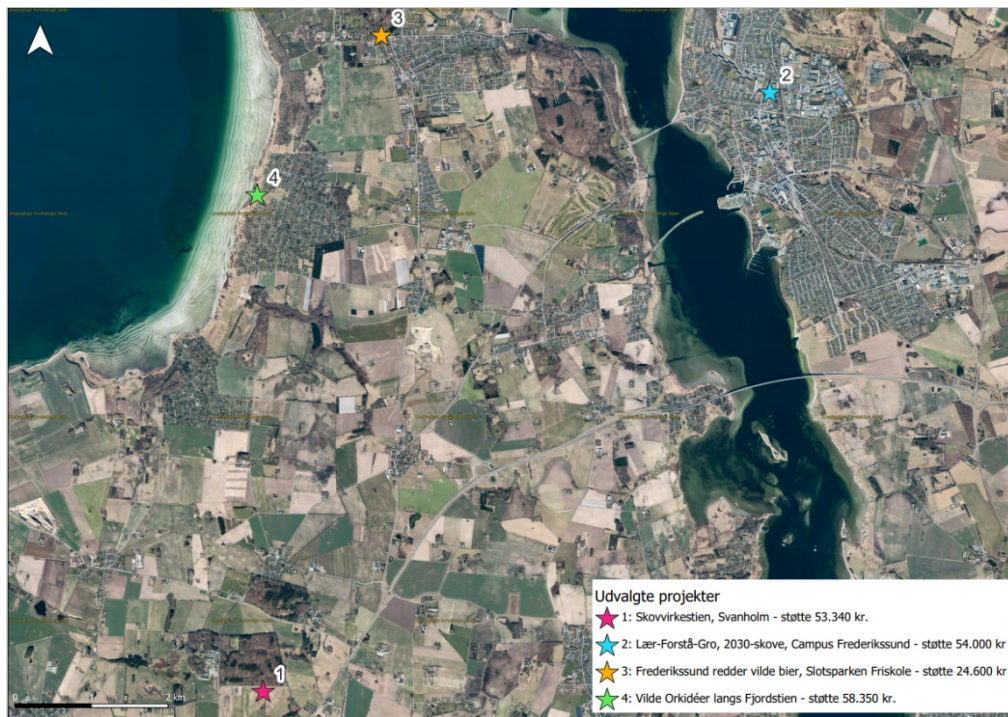 3
2
4
1
0
2 km
Udvalgte projekter
1: Skovvirkestien, Svanholm - støtte 53.340 kr.
2: Lær-Forstå-Gro, 2030-skove, Campus Frederikssund - støtte 54.000 kr
3: Frederikssund redder vilde bier, Slotsparken Friskole - støtte 24.600 kr
4: Vilde Orkidéer langs Fjordstien - støtte 58.350 kr.